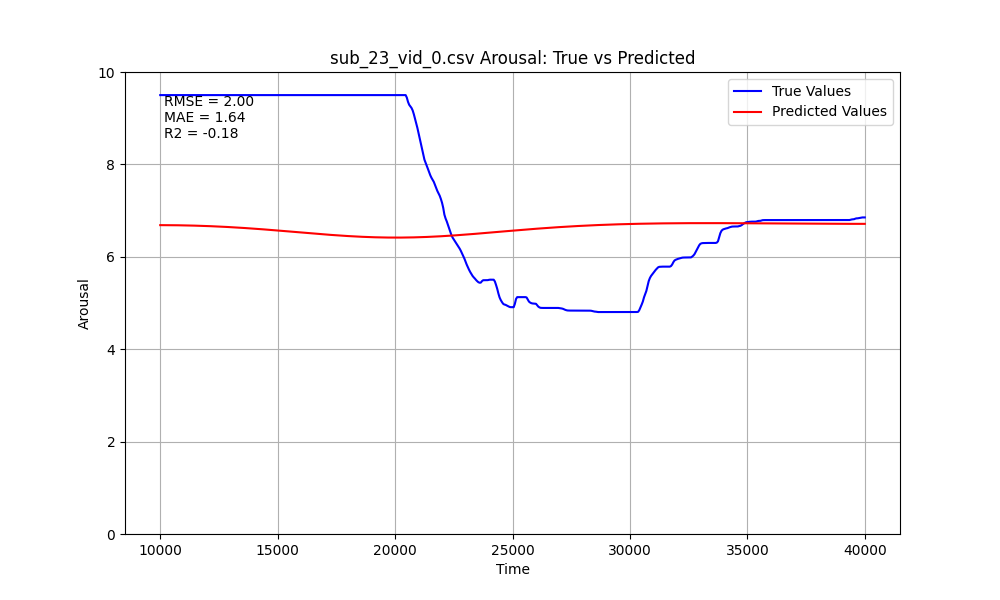 sub_23_vid_0.csv Arousal: True vs Predicted
RMSE = 2.00
MAE = 1.64
R2 = -0.18
True Values
Predicted Values
Arousal
10
8
6
4
2
0
10000
15000
20000
25000
30000
35000
40000
Time